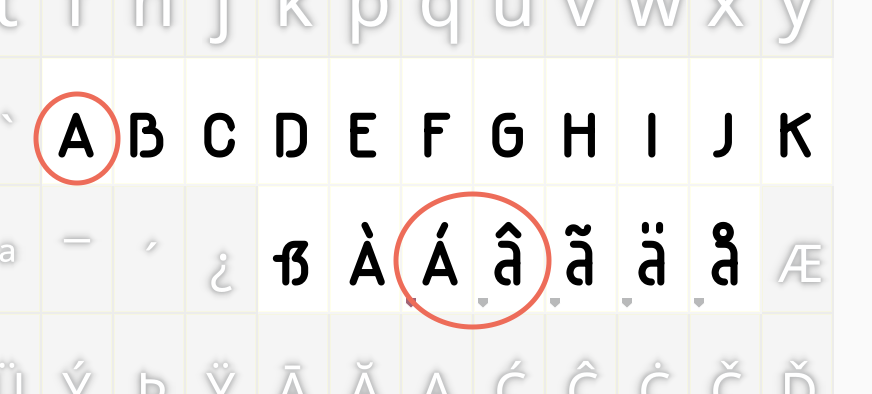 h j k p q u v w x y
A B C D E F G H I J K
ª ¯ ´ ¿ ß À Á â ã ä å Æ
Ý Þ Ÿ Ā Ă Ć Ĉ Ċ Č Ď